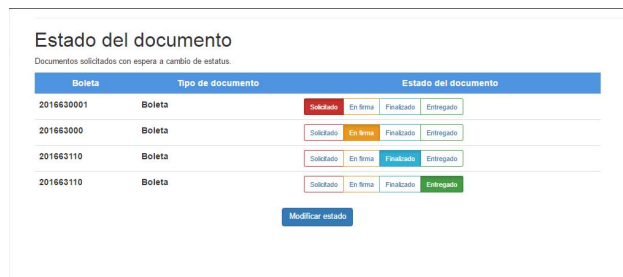 Estado del documento
Documentos solicitados con espera a cambio de estatus.
Boleta Tipo de documento Estado del documento
2016630001 Boleta Solicitado En firma Finalizado Entregado
201663000 Boleta Solicitado En firma Finalizado Entregado
201663110 Boleta Solicitado En firma Finalizado Entregado
201663110 Boleta Solicitado En firma Finalizado Entregado
Modificar estado